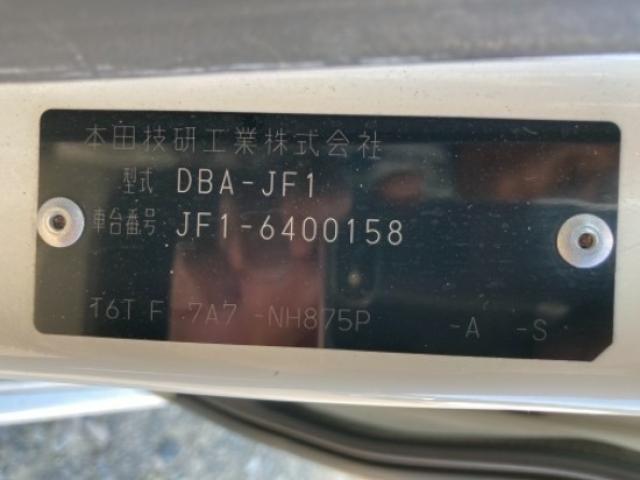 本田技研工業株式会社
型式 DBA-JF1
車台番号 JF1-6400158
T6T F 7A7 -NH875P -A -S